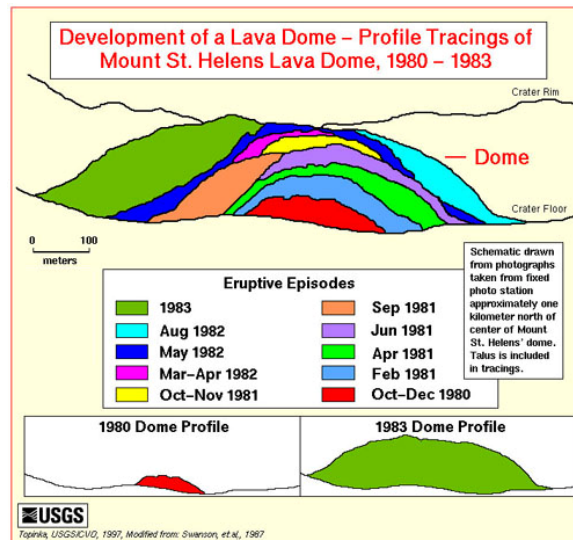 Development of a Lava Dome – Profile Tracings of
Mount St. Helens Lava Dome, 1980 – 1983
Crater Rim
Dome
Crater Floor
0 100
meters
Schematic drawn
from photographs
taken from fixed
photo station
approximately one
kilometer north of
center of Mount
St. Helens' dome.
Talus is included
in tracings.
Eruptive Episodes
1983
Aug 1982
May 1982
Mar–Apr 1982
Oct–Nov 1981
Sep 1981
Jun 1981
Apr 1981
Feb 1981
Oct–Dec 1980
1980 Dome Profile
1983 Dome Profile
USGS
Topinka, USGS/CVO, 1997, Modified from: Swanson, et.al., 1987